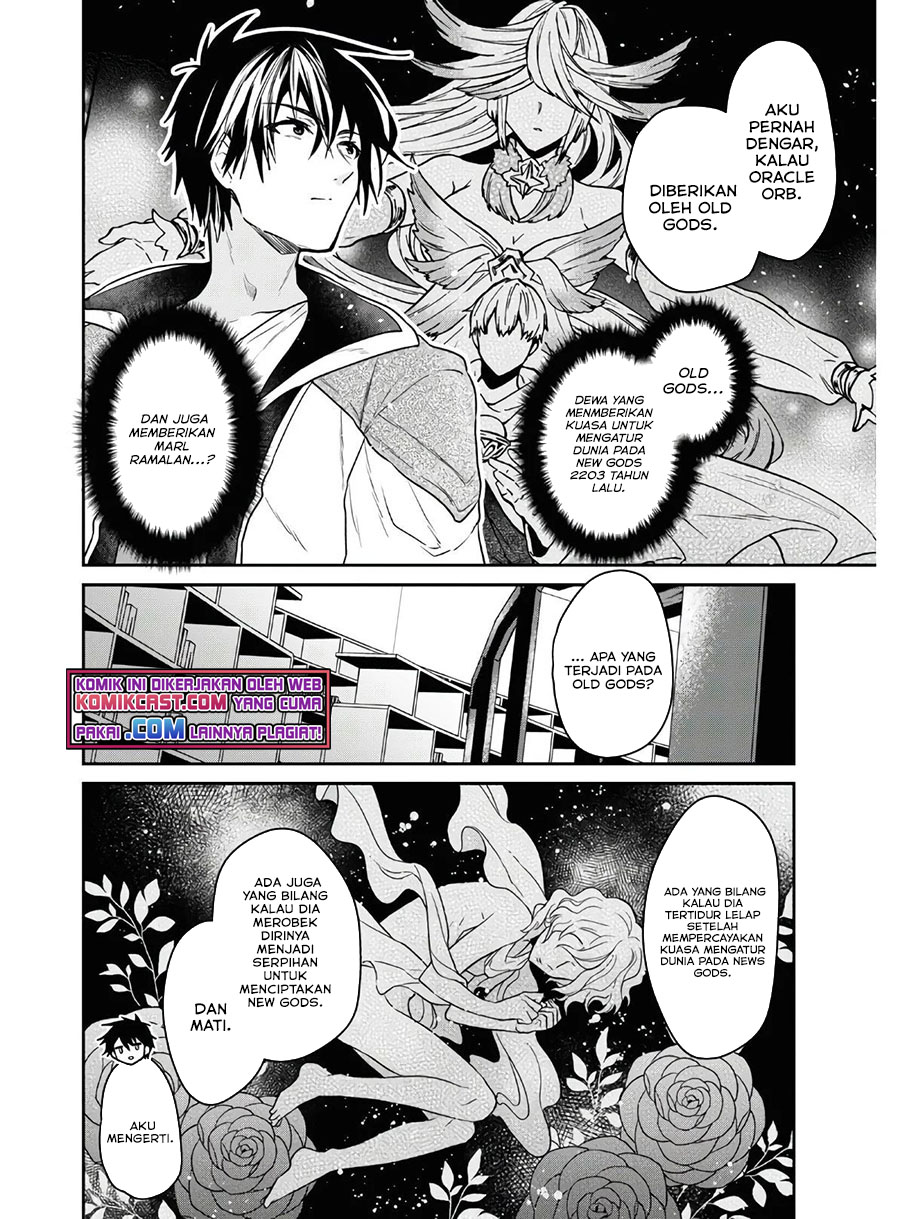 AKU
PERNAH
DENGAR,
KALAU
ORACLE
ORB.
DIBERIKAN
OLEH OLD
GODS.
OLD
GODS...
DEWA YANG
MENMBERIKAN
KUASA UNTUK
MENGATUR
DUNIA PADA
NEW GODS
2203 TAHUN
LALU.
DAN JUGA
MEMBERIKAN
MARL
RAMALAN...?
... APA YANG
TERJADI PADA
OLD GODS?
KOMIK INI DIKERJAKAN OLEH WEB
KOMIKCAST.COM YANG CUMA
PAKAI .COM LAINNYA PLAGIAT!
ADA YANG BILANG
KALAU DIA
TERTIDUR LELAP
SETELAH
MEMPERCAYAKAN
KUASA MENGATUR
DUNIA PADA NEWS
GODS.
ADA JUGA
YANG BILANG
KALAU DIA
MEROBEK
DIRINYA
MENJADI
SERPIHAN
UNTUK
MENCIPTAKAN
NEW GODS.
DAN
MATI.
AKU
MENGERTI.